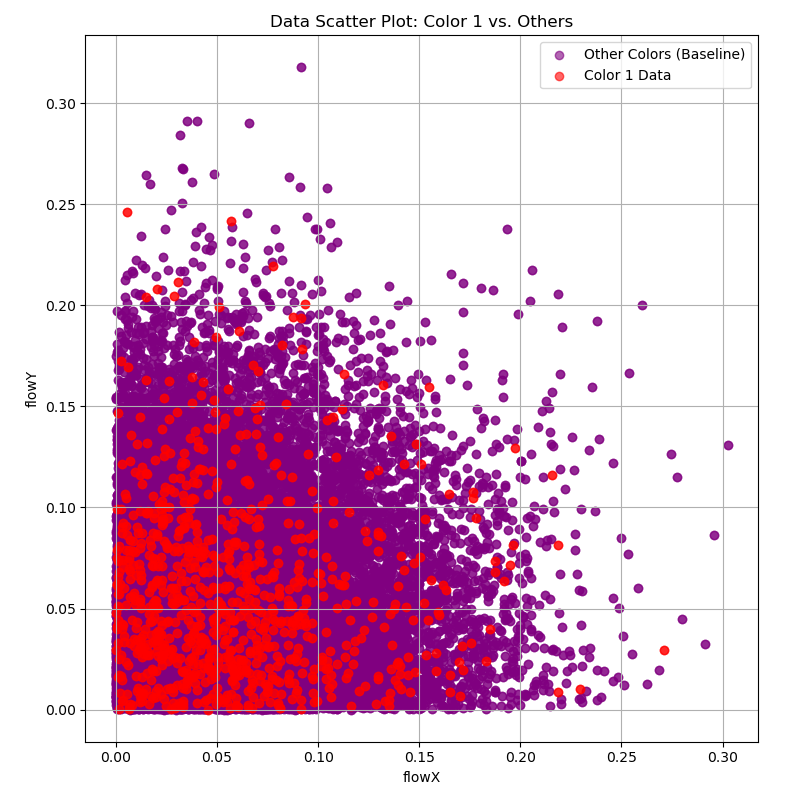 Data Scatter Plot: Color 1 vs. Others
Other Colors (Baseline)
Color 1 Data
flowY
0.30
0.25
0.20
0.15
0.10
0.05
0.00
0.00 0.05 0.10 0.15 0.20 0.25 0.30
flowX